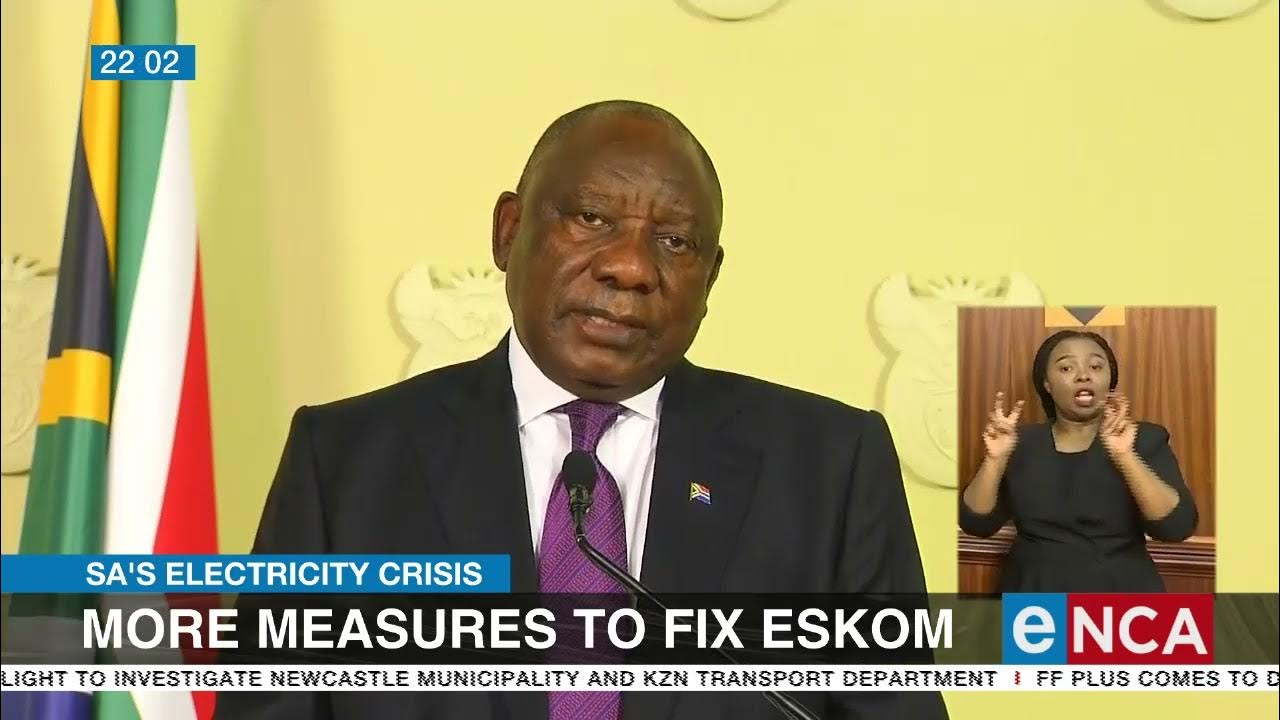 22 02
SA'S ELECTRICITY CRISIS
MORE MEASURES TO FIX ESKOM
eNCA
LIGHT TO INVESTIGATE NEWCASTLE MUNICIPALITY AND KZN TRANSPORT DEPARTMENT FF PLUS COMES TO D